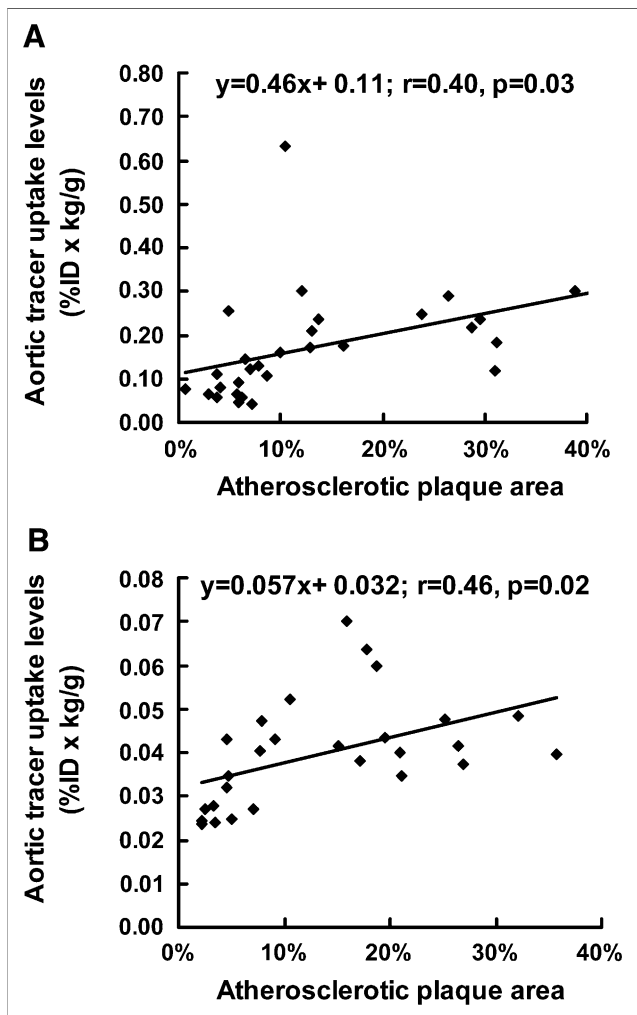 A
y=0.46x+ 0.11; r=0.40, p=0.03
Aortic tracer uptake levels
(%ID x kg/g)
0.80
0.70
0.60
0.50
0.40
0.30
0.20
0.10
0.00
0% 10% 20% 30% 40%
Atherosclerotic plaque area
B
y=0.057x+ 0.032; r=0.46, p=0.02
Aortic tracer uptake levels
(%ID x kg/g)
0.08
0.07
0.06
0.05
0.04
0.03
0.02
0.01
0.00
0% 10% 20% 30% 40%
Atherosclerotic plaque area